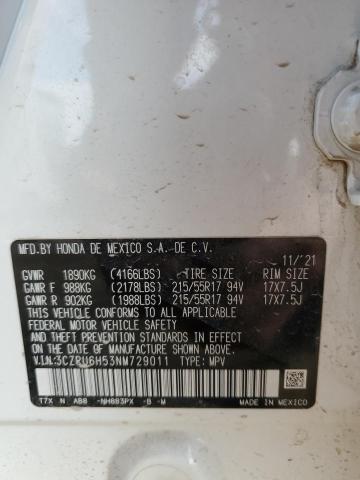 MFD.BY HONDA DE MEXICO S.A. DE C.V.
11/'21
GVWR 1890KG (4166LBS) TIRE SIZE RIM SIZE
GAWR F 988KG (2178LBS) 215/55R17 94V 17X7.5J
GAWR R 902KG (1988LBS) 215/55R17 94V 17X7.5J
THIS VEHICLE CONFORMS TO ALL APPLICABLE
FEDERAL MOTOR VEHICLE SAFETY, BUMPER, AND
THEFT PREVENTION STANDARDS IN EFFECT ON THE
DATE OF MANUFACTURE SHOWN ABOVE.
V.I.N.: TYPE: MPV
T7X N ABB -NH883PX -B -M
MADE IN MEXICO